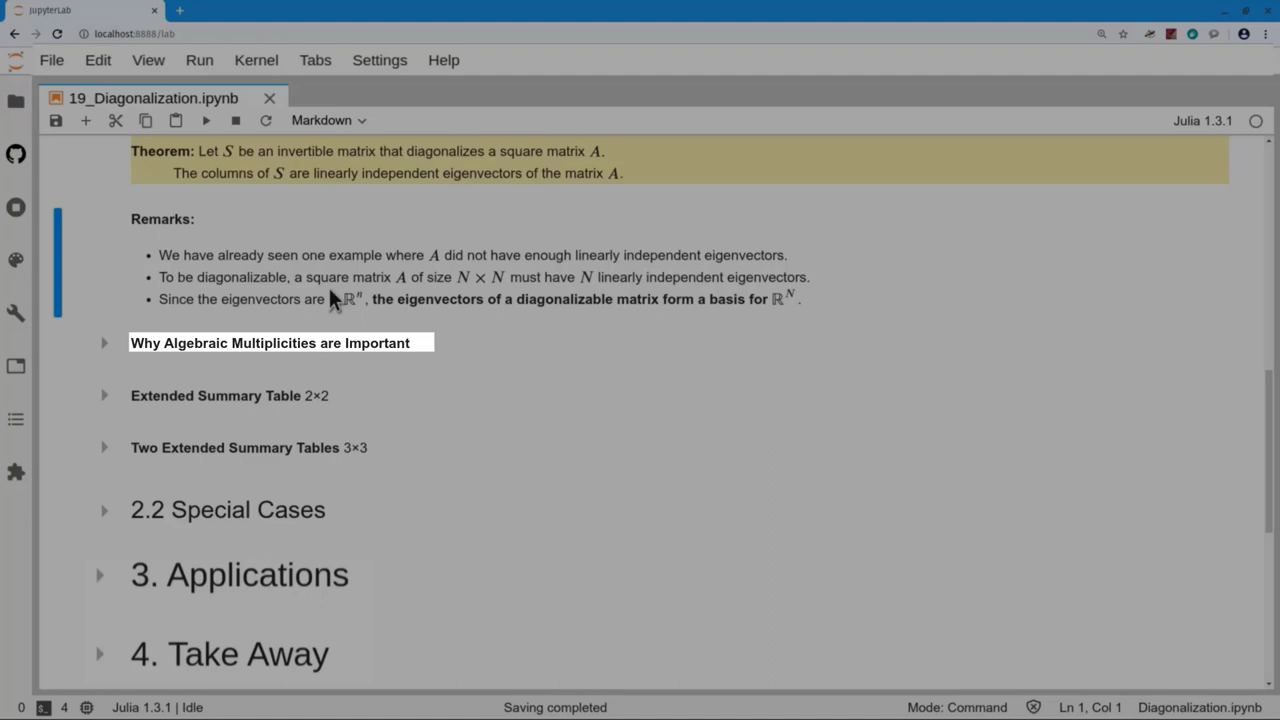 JupyterLab
localhost:8888/lab
File Edit View Run Kernel Tabs Settings Help
19_Diagonalization.ipynb
Markdown
Julia 1.3.1
Theorem: Let S be an invertible matrix that diagonalizes a square matrix A.
The columns of S are linearly independent eigenvectors of the matrix A.
Remarks:
• We have already seen one example where A did not have enough linearly independent eigenvectors.
• To be diagonalizable, a square matrix A of size N × N must have N linearly independent eigenvectors.
• Since the eigenvectors are ℝⁿ, the eigenvectors of a diagonalizable matrix form a basis for ℝᴺ.
Why Algebraic Multiplicities are Important
Extended Summary Table 2×2
Two Extended Summary Tables 3×3
2.2 Special Cases
3. Applications
4. Take Away
0 $_ 4 Julia 1.3.1 | Idle Saving completed Mode: Command Ln 1, Col 1 Diagonalization.ipynb